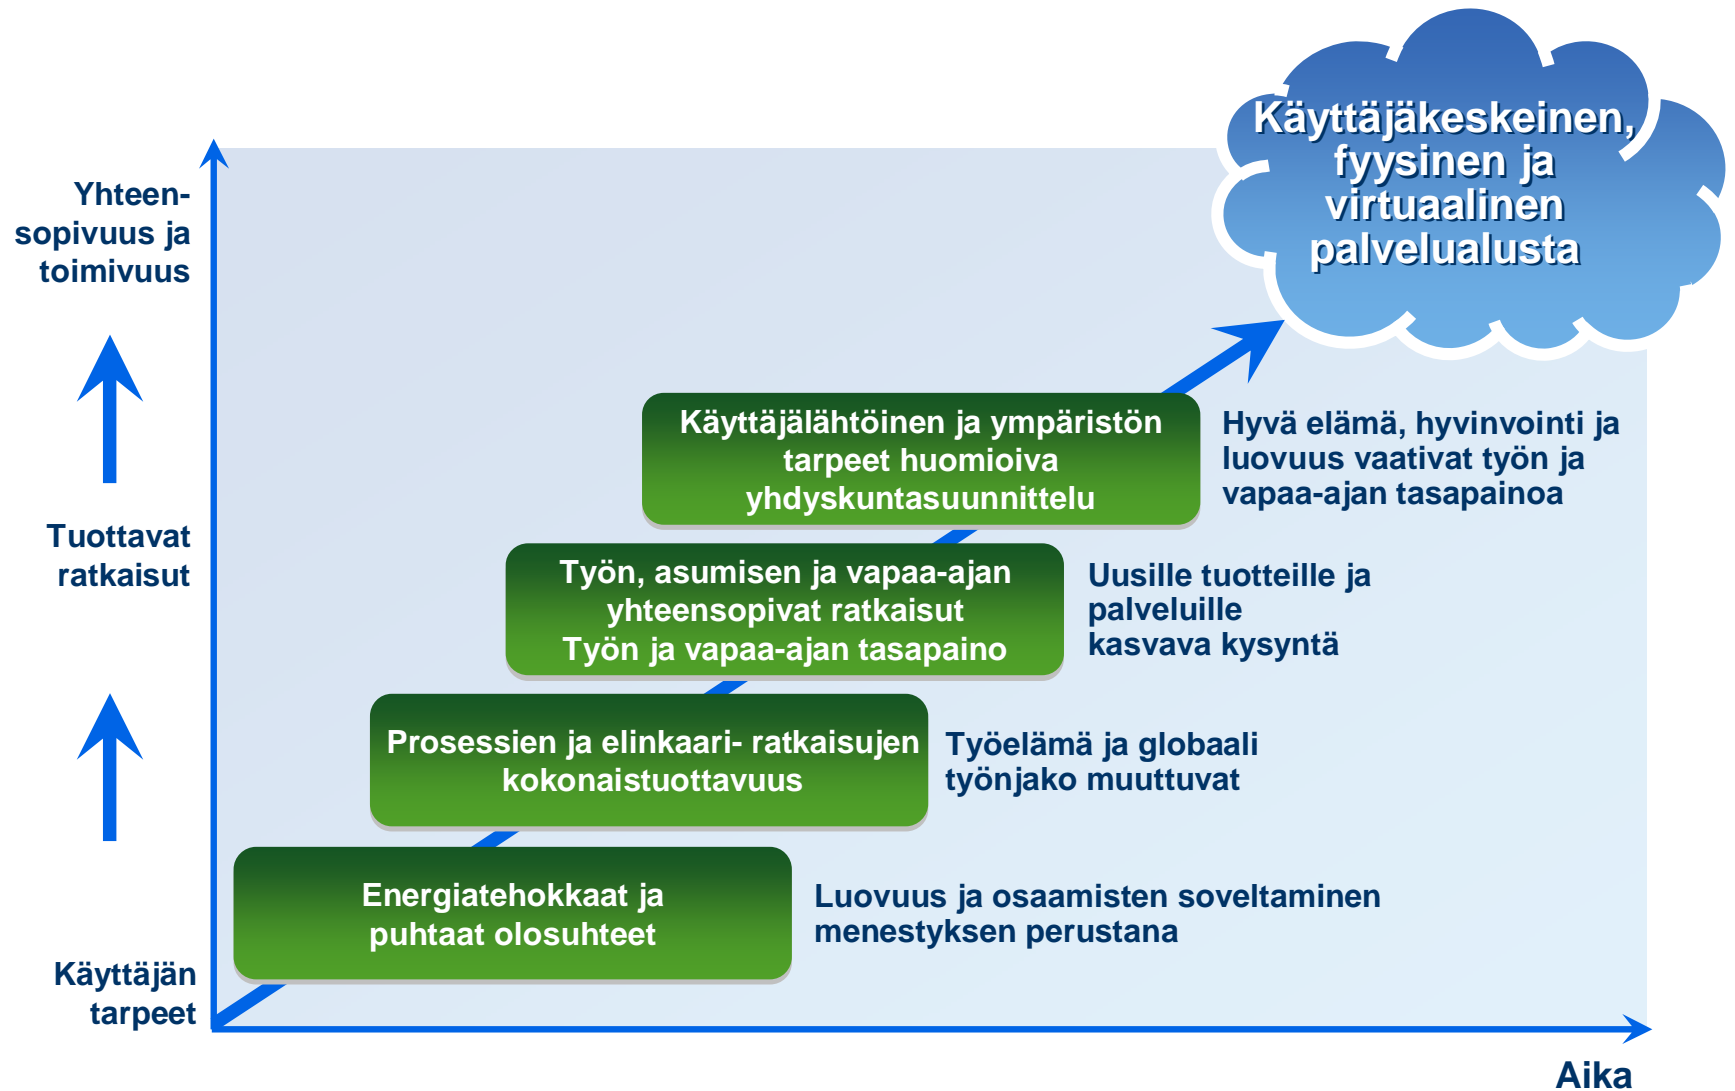 Käyttäjäkeskeinen,
fyysinen ja
virtuaalinen
palvelualusta
Yhteen-
sopivuus ja
toimivuus
Käyttäjälähtöinen ja ympäristön
tarpeet huomioiva
yhdyskuntasuunnittelu
Hyvä elämä, hyvinvointi ja
luovuus vaativat työn ja
vapaa-ajan tasapainoa
Tuottavat
ratkaisut
Työn, asumisen ja vapaa-ajan
yhteensopivat ratkaisut
Työn ja vapaa-ajan tasapaino
Uusille tuotteille ja
palveluille
kasvava kysyntä
Prosessien ja elinkaari- ratkaisujen
kokonaistuottavuus
Työelämä ja globaali
työnjako muuttuvat
Energiatehokkaat ja
puhtaat olosuhteet
Luovuus ja osaamisten soveltaminen
menestyksen perustana
Käyttäjän
tarpeet
Aika